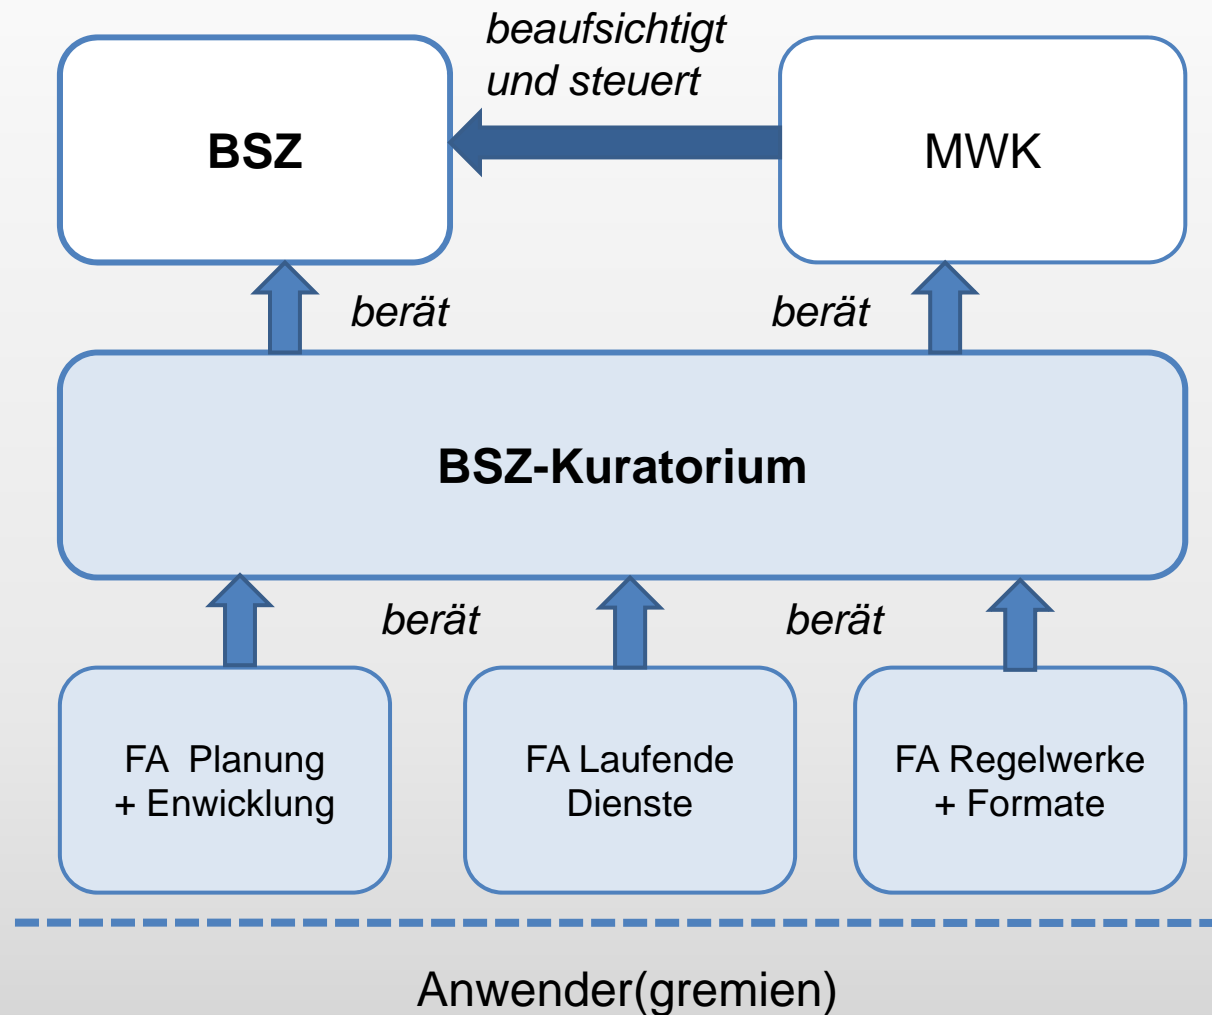 beaufsichtigt
und steuert
BSZ
MWK
berät
berät
BSZ-Kuratorium
berät
berät
FA Planung
+ Enwicklung
FA Laufende
Dienste
FA Regelwerke
+ Formate
Anwender(gremien)